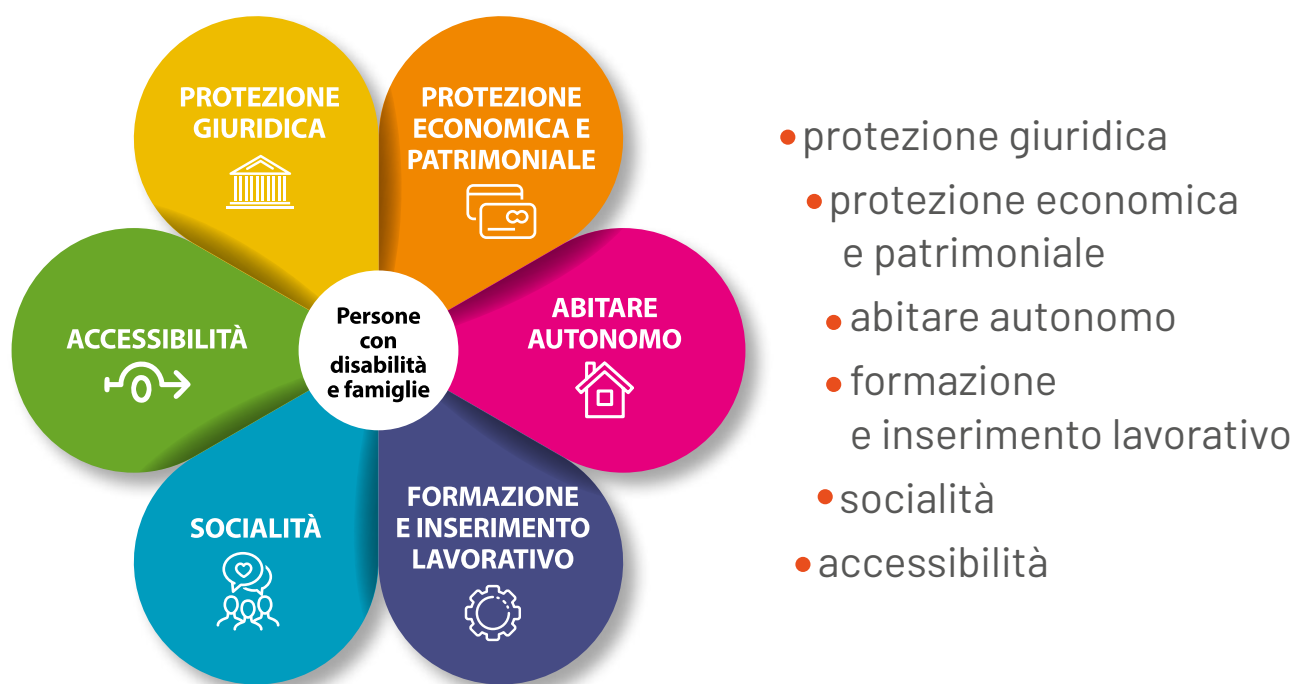 PROTEZIONE
GIURIDICA
PROTEZIONE
ECONOMICA E
PATRIMONIALE
ABITARE
AUTONOMO
FORMAZIONE
E INSERIMENTO
LAVORATIVO
SOCIALITÀ
ACCESSIBILITÀ
Persone
con
disabilità
e famiglie
• protezione giuridica
• protezione economica
e patrimoniale
• abitare autonomo
• formazione
e inserimento lavorativo
• socialità
• accessibilità